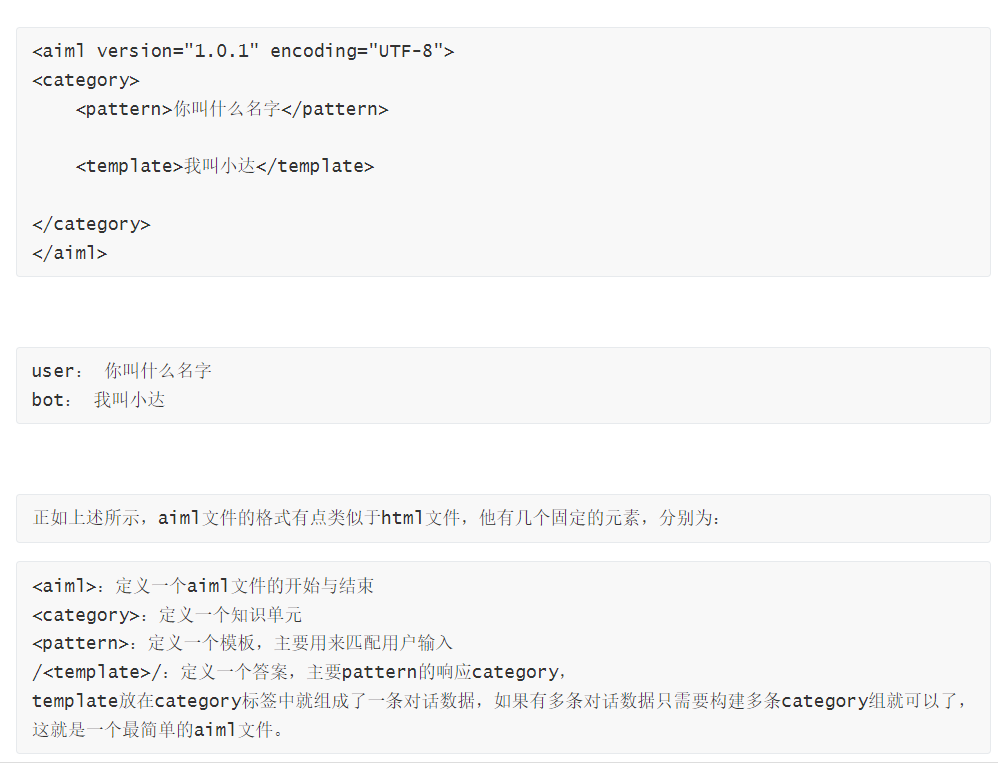 <aiml version="1.0.1" encoding="UTF-8">
<category>
    <pattern>你叫什么名字</pattern>
    <template>我叫小达</template>
</category>
</aiml>
user： 你叫什么名字
bot： 我叫小达
正如上述所示，aiml文件的格式有点类似于html文件，他有几个固定的元素，分别为：
<aiml>：定义一个aiml文件的开始与结束
<category>：定义一个知识单元
<pattern>：定义一个模板，主要用来匹配用户输入
/<template>/：定义一个答案，主要pattern的响应category，
template放在category标签中就组成了一条对话数据，如果有多条对话数据只需要构建多条category组就可以了，
这就是一个最简单的aiml文件。